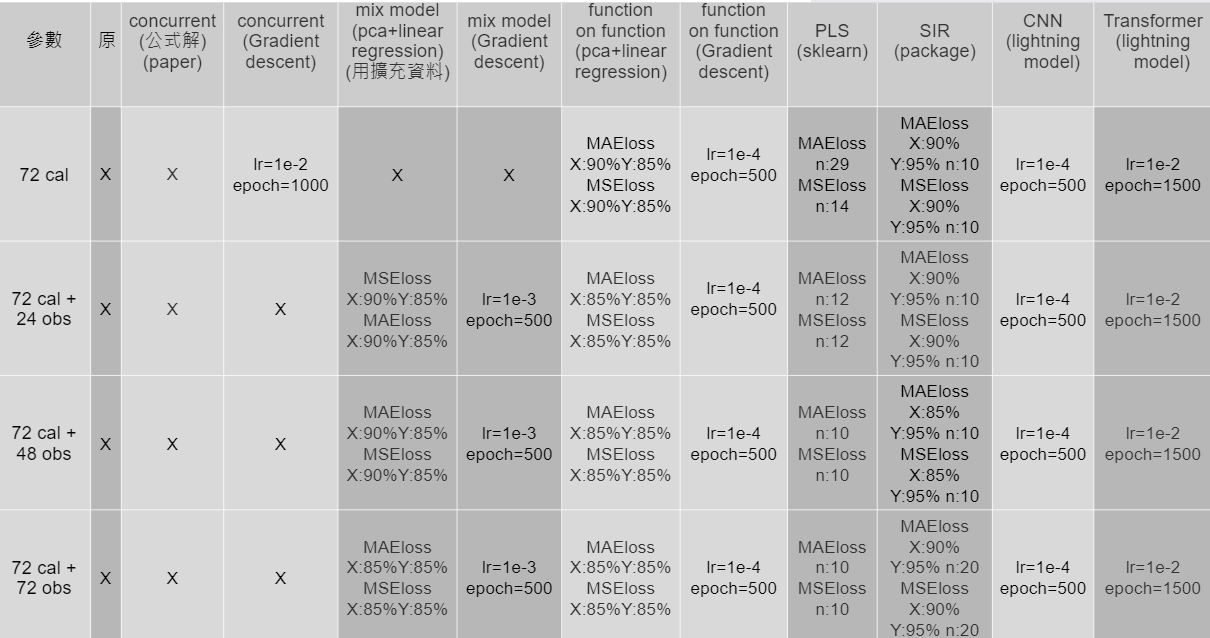 參數
原
concurrent
(公式解)
(paper)
concurrent
(Gradient
descent)
mix model
(pca+linear
regression)
(用擴充資料)
mix model
(Gradient
descent)
function
on function
(pca+linear
regression)
function
on function
(Gradient
descent)
PLS
(sklearn)
SIR
(package)
CNN
(lightning
model)
Transformer
(lightning
model)
72 cal
X
X
lr=1e-2
epoch=1000
X
X
MAEloss
X:90%Y:85%
MSEloss
X:90%Y:85%
lr=1e-4
epoch=500
MAEloss
n:29
MSEloss
n:14
MAEloss
X:90%
Y:95% n:10
MSEloss
X:90%
Y:95% n:10
lr=1e-4
epoch=500
lr=1e-2
epoch=1500
72 cal +
24 obs
X
X
X
MSEloss
X:90%Y:85%
MAEloss
X:90%Y:85%
lr=1e-3
epoch=500
MAEloss
X:85%Y:85%
MSEloss
X:85%Y:85%
lr=1e-4
epoch=500
MAEloss
n:12
MSEloss
n:12
MAEloss
X:90%
Y:95% n:10
MSEloss
X:90%
Y:95% n:10
lr=1e-4
epoch=500
lr=1e-2
epoch=1500
72 cal +
48 obs
X
X
X
MAEloss
X:90%Y:85%
MSEloss
X:90%Y:85%
lr=1e-3
epoch=500
MAEloss
X:85%Y:85%
MSEloss
X:85%Y:85%
lr=1e-4
epoch=500
MAEloss
n:10
MSEloss
n:10
MAEloss
X:85%
Y:95% n:10
MSEloss
X:85%
Y:95% n:10
lr=1e-4
epoch=500
lr=1e-2
epoch=1500
72 cal +
72 obs
X
X
X
MAEloss
X:85%Y:85%
MSEloss
X:85%Y:85%
lr=1e-3
epoch=500
MAEloss
X:85%Y:85%
MSEloss
X:85%Y:85%
lr=1e-4
epoch=500
MAEloss
n:10
MSEloss
n:10
MAEloss
X:90%
Y:95% n:20
MSEloss
X:90%
Y:95% n:20
lr=1e-4
epoch=500
lr=1e-2
epoch=1500